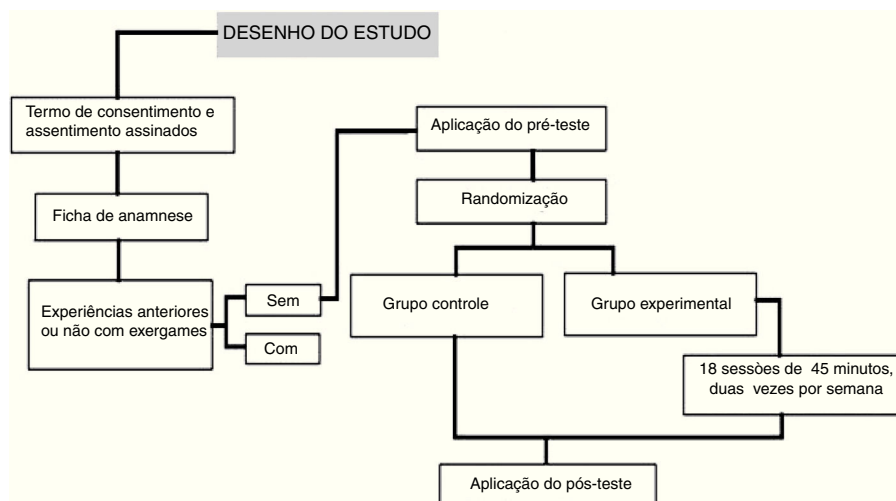 DESENHO DO ESTUDO
Termo de consentimento e
assentimento assinados
Ficha de anamnese
Experiências anteriores
ou não com exergames
Sem
Com
Aplicação do pré-teste
Randomização
Grupo controle
Grupo experimental
18 sessòes de 45 minutos,
duas vezes por semana
Aplicação do pós-teste